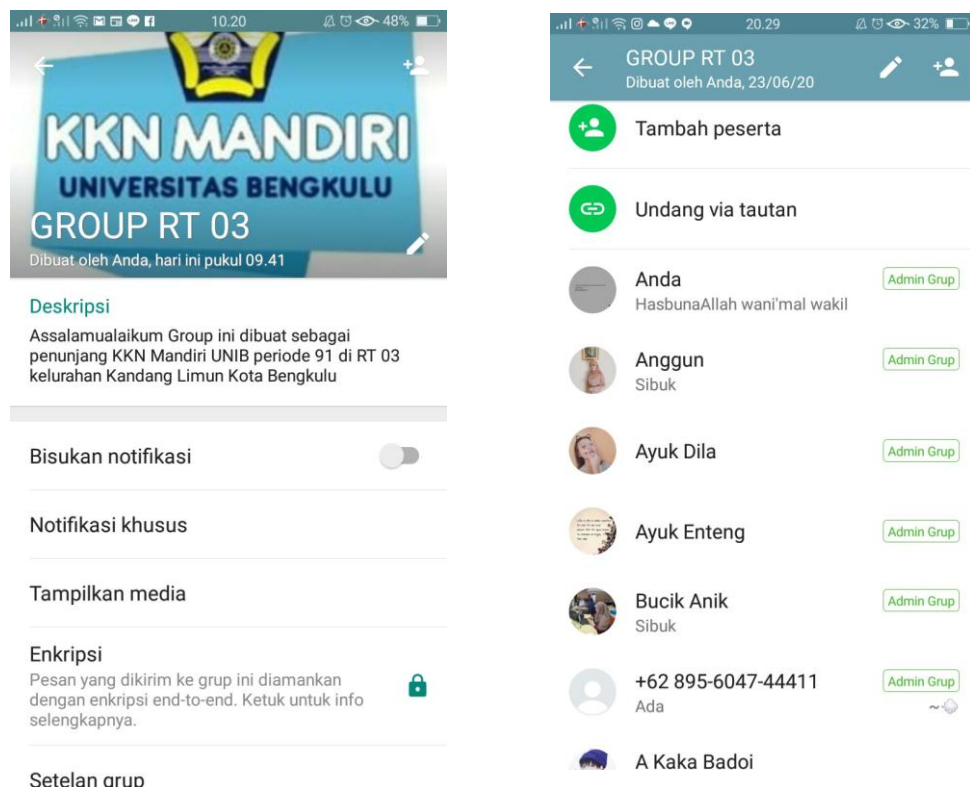 10.20
48%
KKN MANDIRI
UNIVERSITAS BENGKULU
GROUP RT 03
Dibuat oleh Anda, hari ini pukul 09.41
Deskripsi
Assalamualaikum Group ini dibuat sebagai
penunjang KKN Mandiri UNIB periode 91 di RT 03
kelurahan Kandang Limun Kota Bengkulu
Bisukan notifikasi
Notifikasi khusus
Tampilkan media
Enkripsi
Pesan yang dikirim ke grup ini diamankan
dengan enkripsi end-to-end. Ketuk untuk info
selengkapnya.
Setelan grup
20.29
32%
GROUP RT 03
Dibuat oleh Anda, 23/06/20
Tambah peserta
Undang via tautan
Anda
Admin Grup
HasbunaAllah wani'mal wakil
Anggun
Admin Grup
Sibuk
Ayuk Dila
Admin Grup
Ayuk Enteng
Admin Grup
Bucik Anik
Admin Grup
Sibuk
+62 895-6047-44411
Admin Grup
Ada
~
A Kaka Badoi